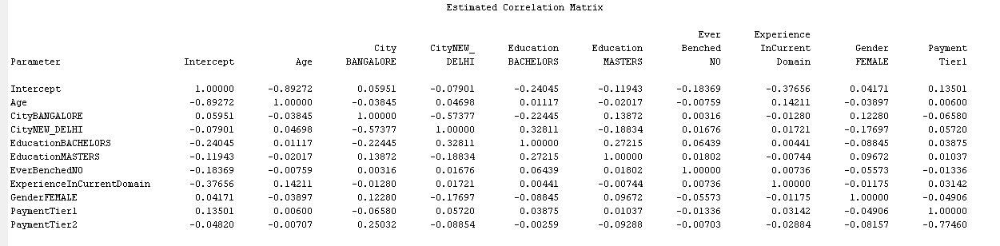 Estimated Correlation Matrix
Ever Experience
City CityNEW_ Education Education Benched InCurrent Gender Payment
Parameter Intercept Age BANGALORE DELHI BACHELORS MASTERS NO Domain FEMALE Tier1
Intercept 1.00000 -0.89272 0.05951 -0.07901 -0.24045 -0.11943 -0.18369 -0.37656 0.04171 0.13501
Age -0.89272 1.00000 -0.03845 0.04698 0.01117 -0.02017 -0.00759 0.14211 -0.03897 0.00600
CityBANGALORE 0.05951 -0.03845 1.00000 -0.57377 -0.22445 0.13872 0.00316 -0.01280 0.12280 -0.06580
CityNEW_DELHI -0.07901 0.04698 -0.57377 1.00000 0.32811 -0.18834 0.01676 0.01721 -0.17697 0.05720
EducationBACHELORS -0.24045 0.01117 -0.22445 0.32811 1.00000 0.27215 0.06439 0.00441 -0.08845 0.03875
EducationMASTERS -0.11943 -0.02017 0.13872 -0.18834 0.27215 1.00000 0.01802 -0.00744 0.09672 0.01037
EverBenchedNO -0.18369 -0.00759 0.00316 0.01676 0.06439 0.01802 1.00000 0.00736 -0.05573 -0.01336
ExperienceInCurrentDomain -0.37656 0.14211 -0.01280 0.01721 0.00441 -0.00744 0.00736 1.00000 -0.01175 0.03142
GenderFEMALE 0.04171 -0.03897 0.12280 -0.17697 -0.08845 0.09672 -0.05573 -0.01175 1.00000 -0.04906
PaymentTier1 0.13501 0.00600 -0.06580 0.05720 0.03875 0.01037 -0.01336 0.03142 -0.04906 1.00000
PaymentTier2 -0.04820 -0.00707 0.25032 -0.08854 -0.00259 -0.09288 -0.00703 -0.02884 -0.08157 -0.77460